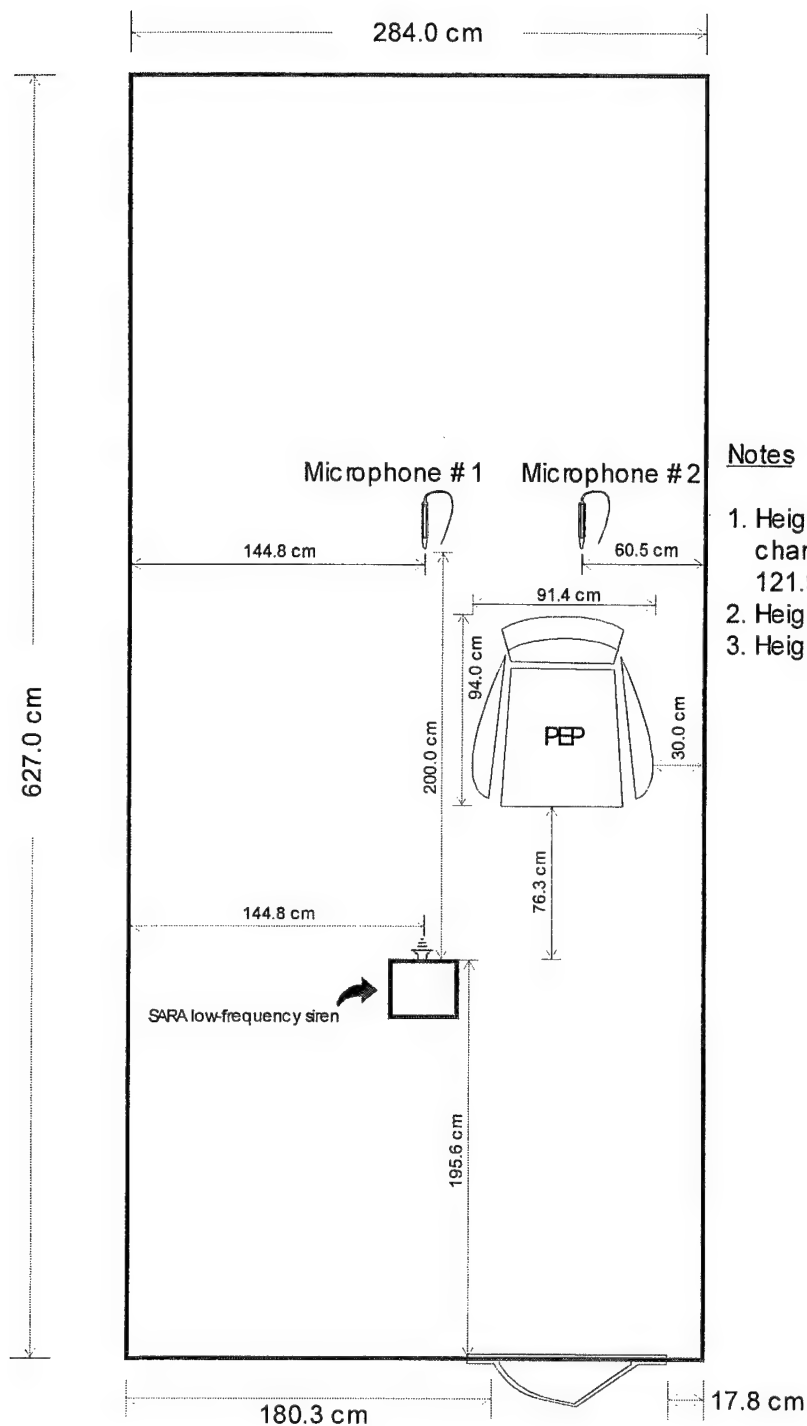 284.0 cm
627.0 cm
Microphone #1
Microphone #2
144.8 cm
60.5 cm
91.4 cm
94.0 cm
200.0 cm
PEP
30.0 cm
76.3 cm
144.8 cm
SARA low-frequency siren
195.6 cm
180.3 cm
17.8 cm
Notes
1. Heig
char
121.
2. Heig
3. Heig